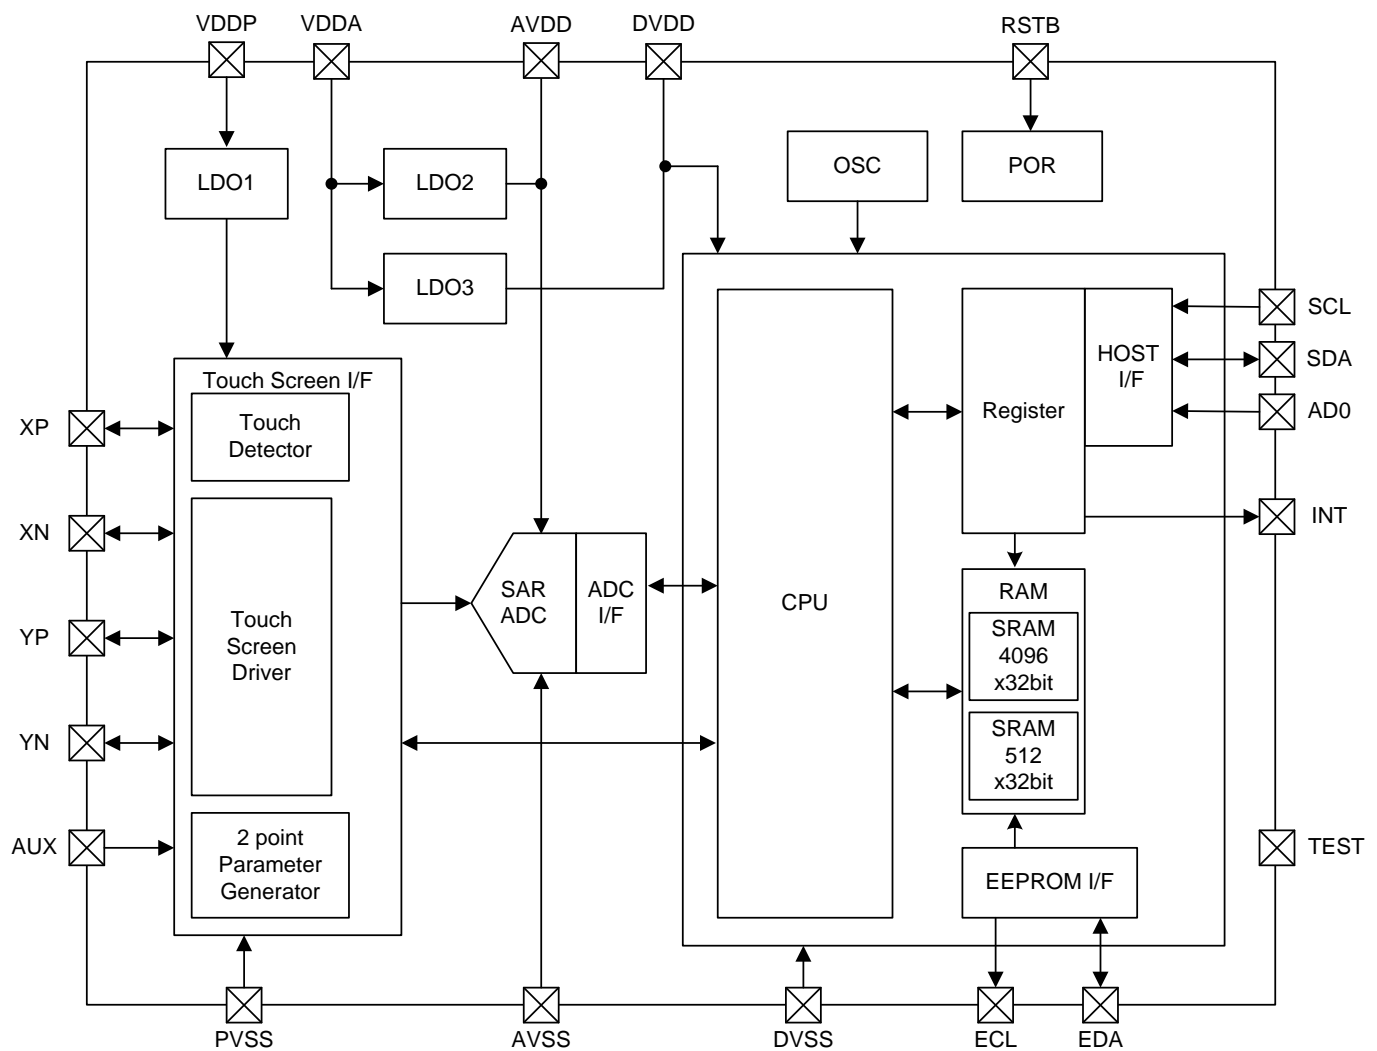 VDDP
VDDA
AVDD
DVDD
RSTB
LDO1
LDO2
LDO3
OSC
POR
Touch Screen I/F
Touch
Detector
Touch
Screen
Driver
2 point
Parameter
Generator
XP
XN
YP
YN
AUX
SAR
ADC
ADC
I/F
CPU
Register
HOST
I/F
RAM
SRAM
4096
x32bit
SRAM
512
x32bit
EEPROM I/F
SCL
SDA
AD0
INT
TEST
PVSS
AVSS
DVSS
ECL
EDA